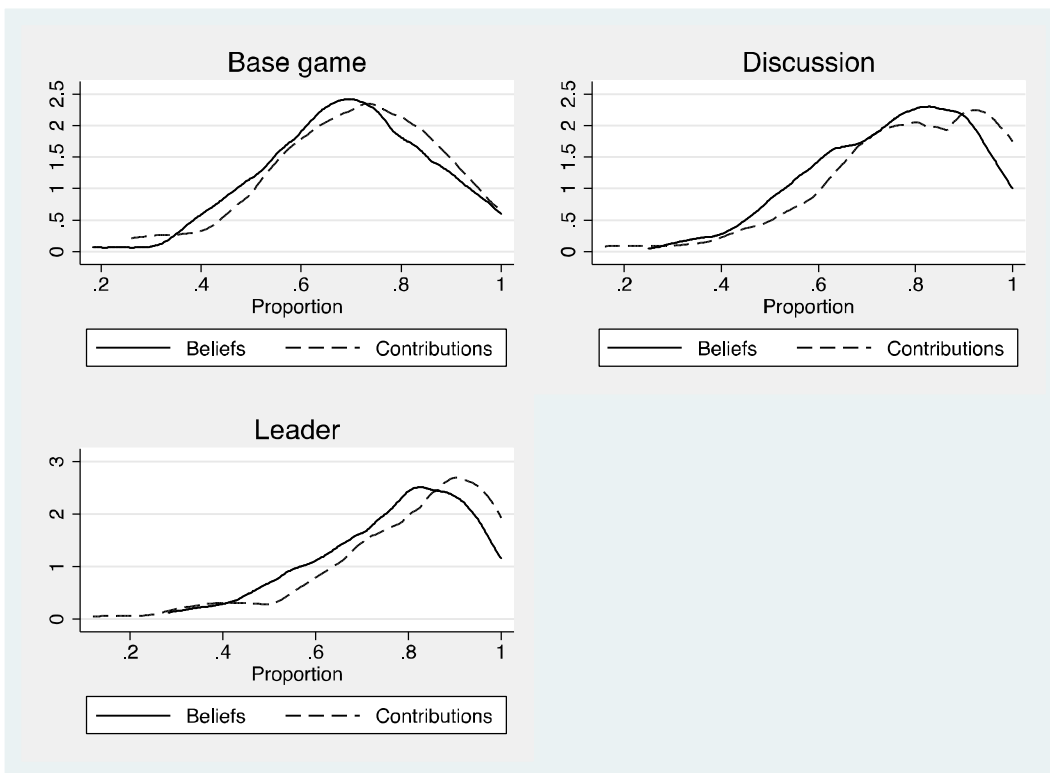 Base game
2.5
2
1.5
1
.5
0
.2 .4 .6 .8 1
Proportion
Beliefs Contributions
Discussion
2.5
2
1.5
1
.5
0
.2 .4 .6 .8 1
Proportion
Beliefs Contributions
Leader
3
2
1
0
.2 .4 .6 .8 1
Proportion
Beliefs Contributions